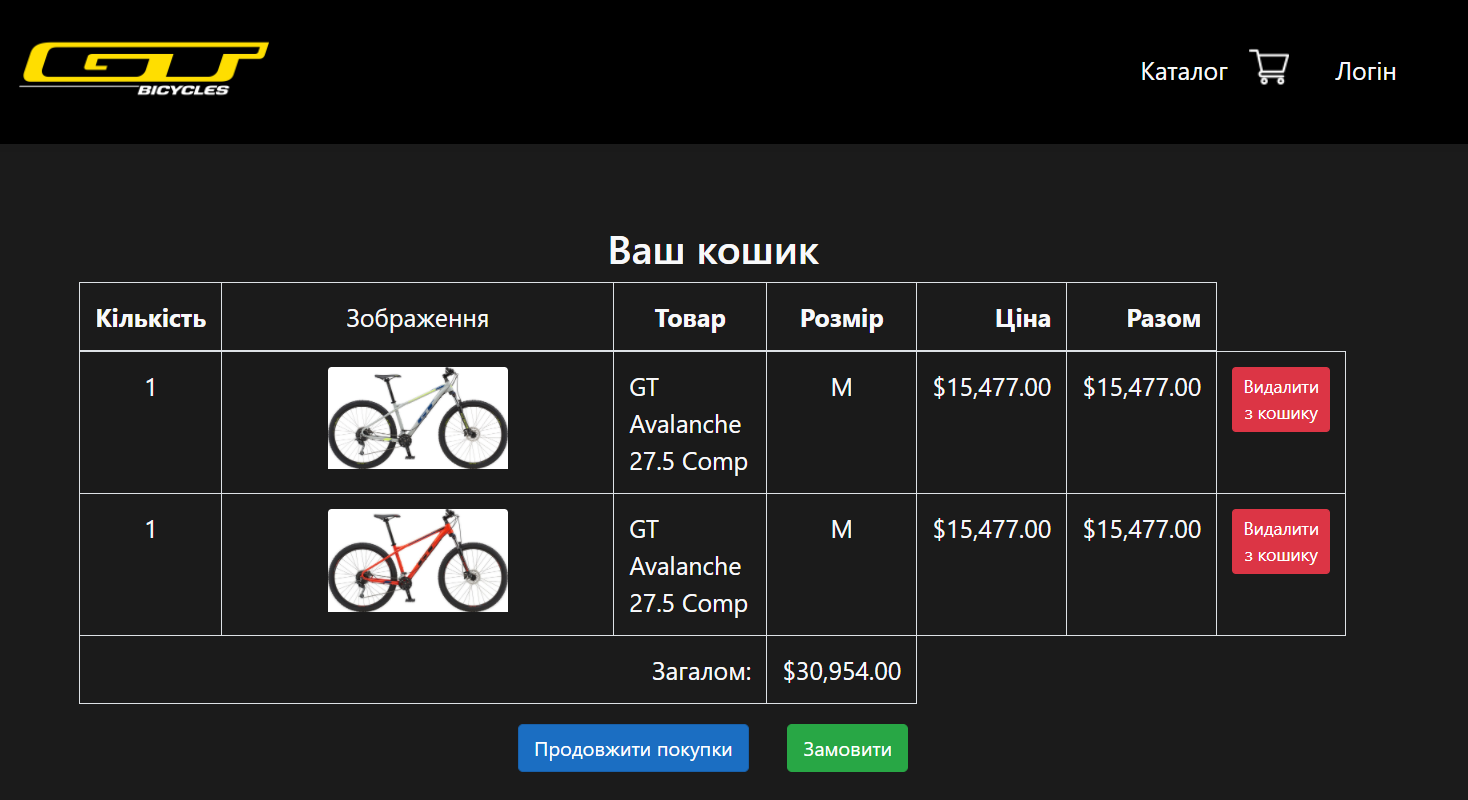 GT
BICYCLES
Каталог
Логін
Ваш кошик
Кількість Зображення Товар Розмір Ціна Разом
1 GT M $15,477.00 $15,477.00 Видалити
Avalanche з кошику
27.5 Comp
1 GT M $15,477.00 $15,477.00 Видалити
Avalanche з кошику
27.5 Comp
Загалом: $30,954.00
Продовжити покупки Замовити